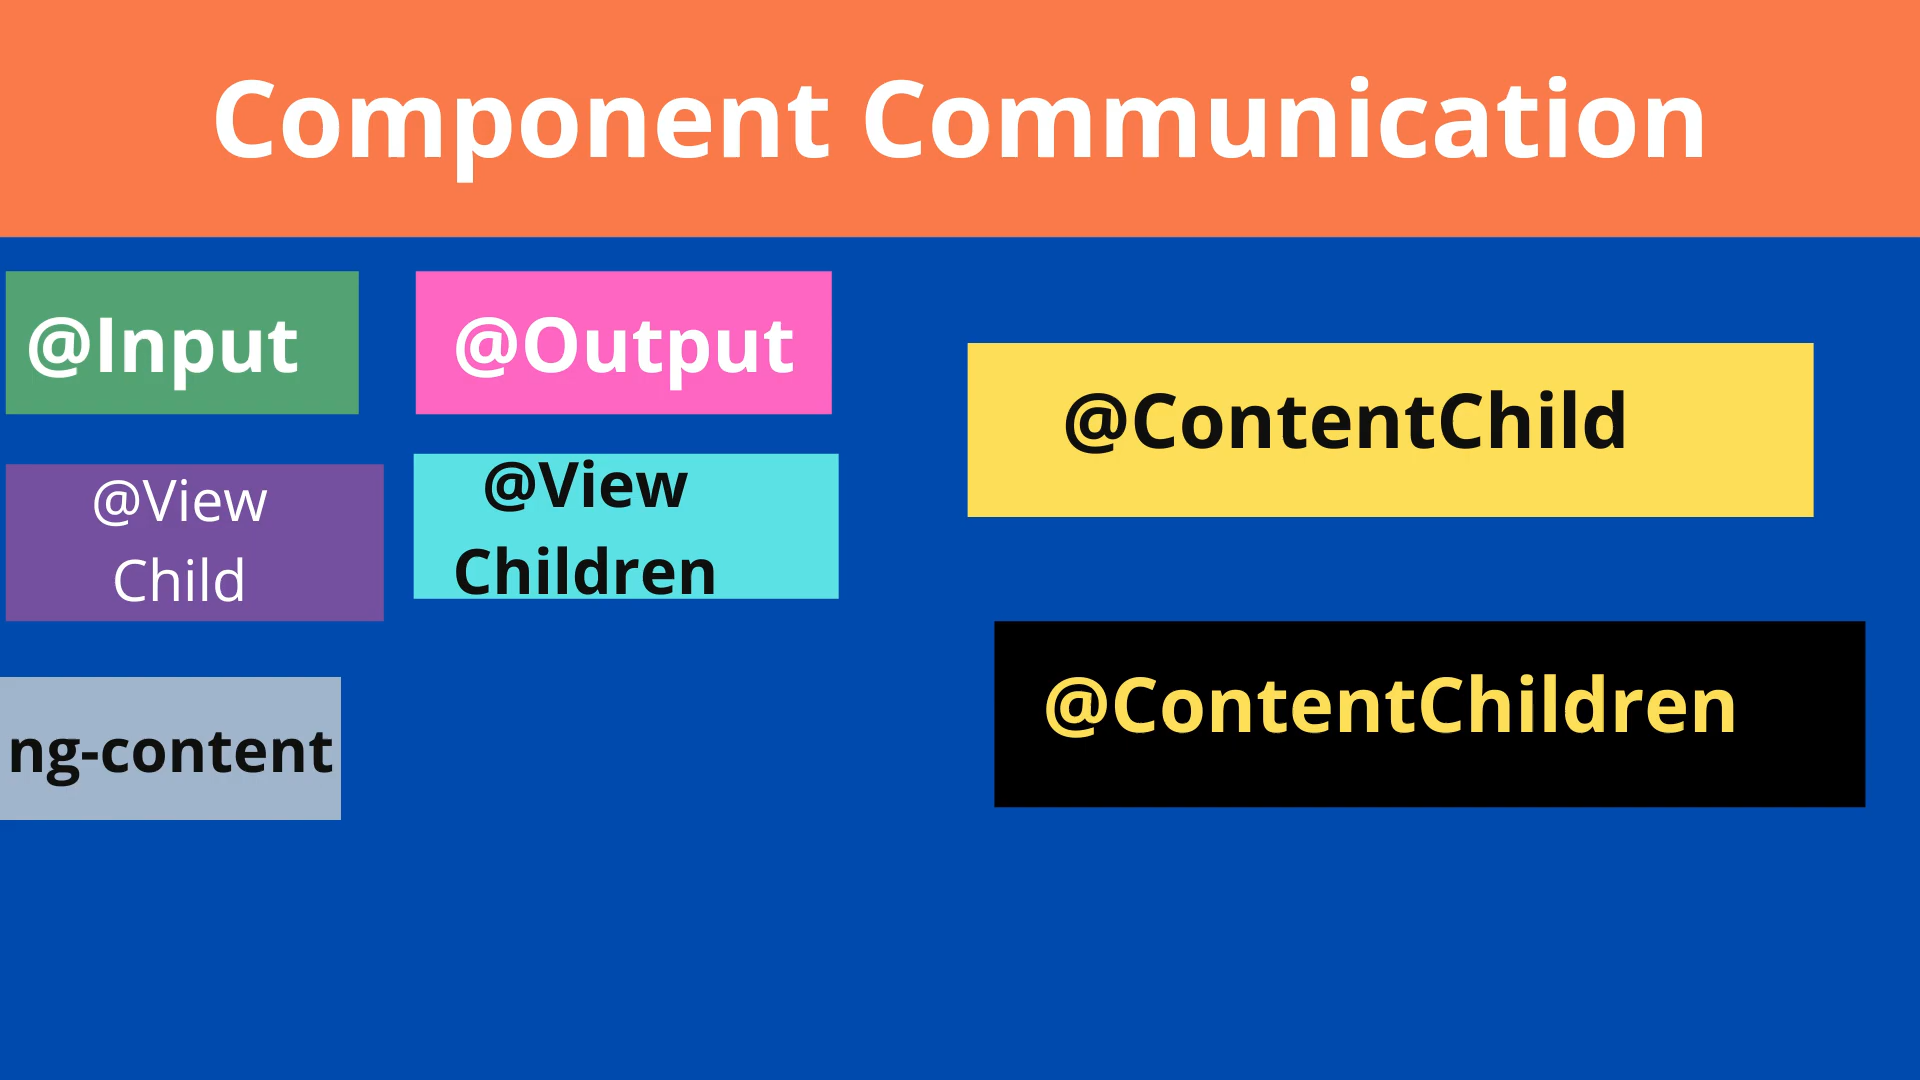 Component Communication
@Input
@Output
@View
Child
@View
Children
ng-content
@ContentChild
@ContentChildren